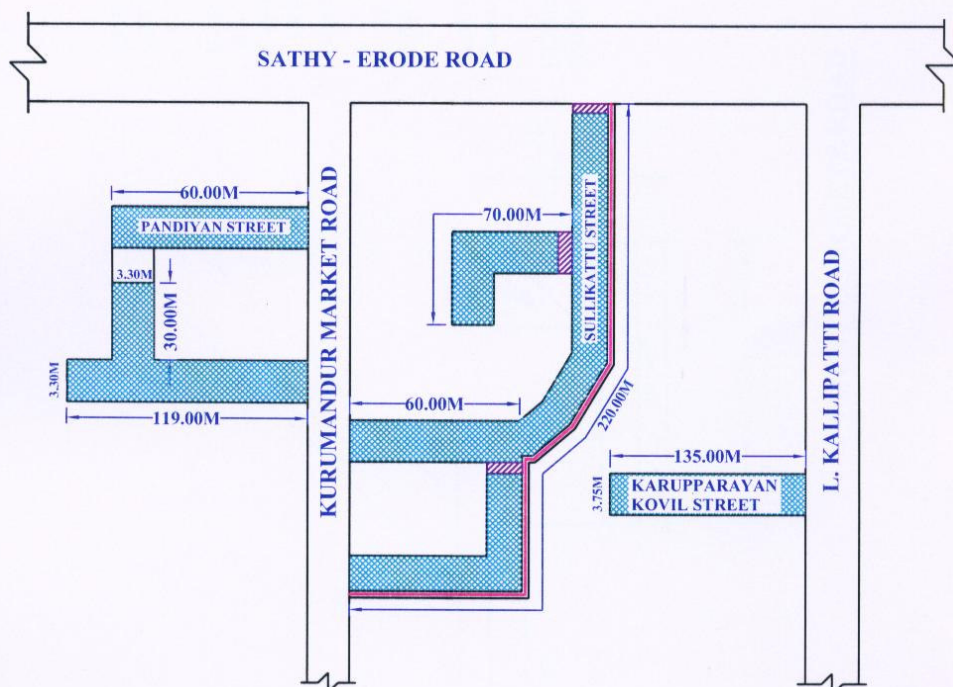 SATHY - ERODE ROAD
60.00M
PANDIYAN STREET
3.30M
30.00M
3.30M
119.00M
KURUMANDUR MARKET ROAD
70.00M
SULLIKATTU STREET
60.00M
220.00M
135.00M
3.75M
KARUPPARAYAN
KOVIL STREET
L. KALLIPATTI ROAD